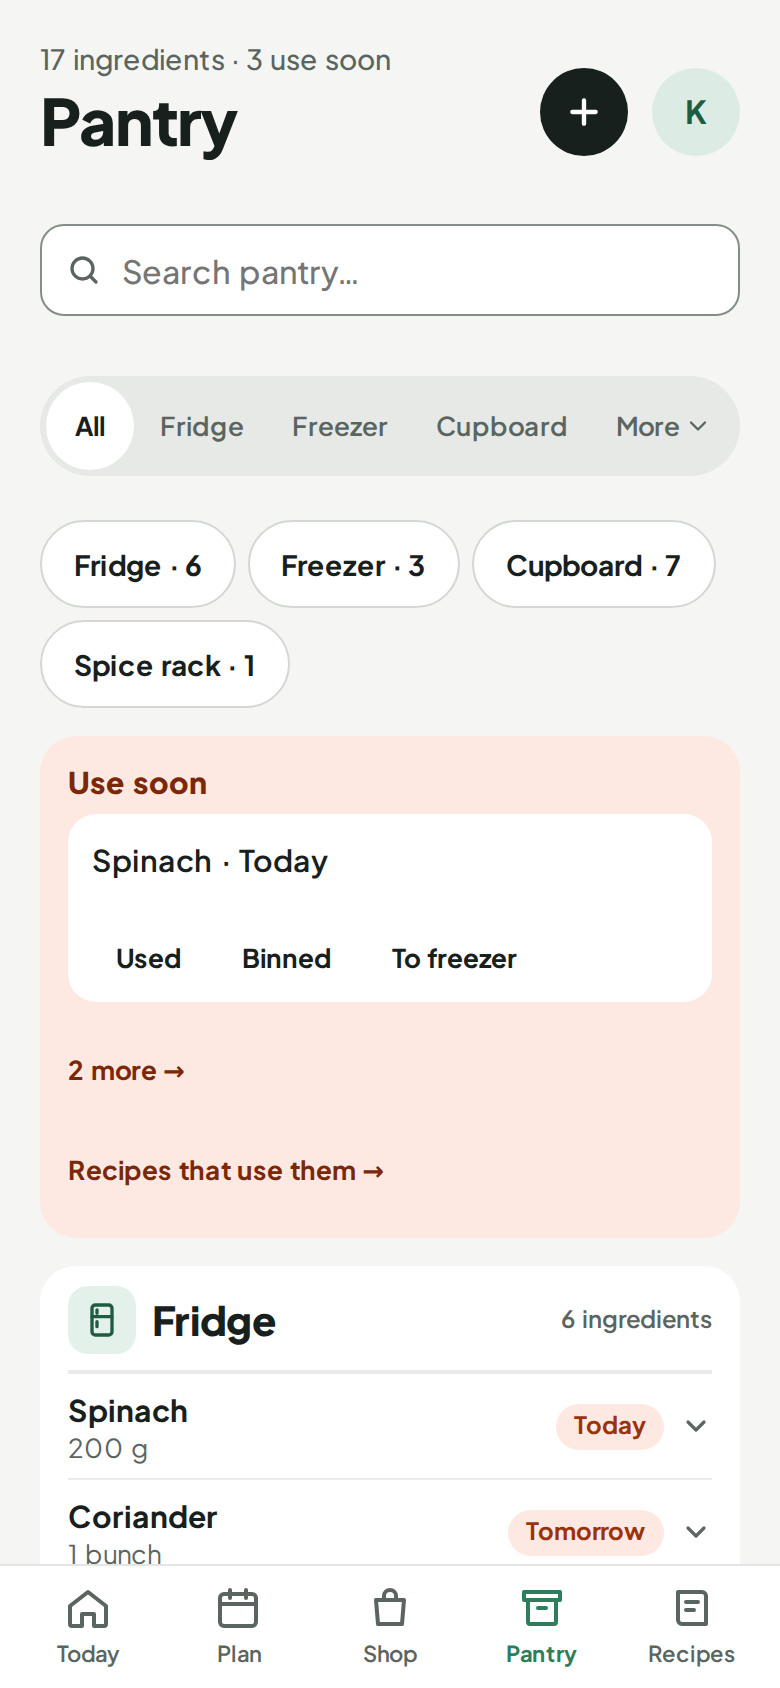 17 ingredients · 3 use soon
Pantry
K
Search pantry...
All Fridge Freezer Cupboard More
Fridge · 6 Freezer · 3 Cupboard · 7
Spice rack · 1
Use soon
Spinach · Today
Used Binned To freezer
2 more →
Recipes that use them →
Fridge 6 ingredients
Spinach
200 g
Today
Coriander
1 bunch
Tomorrow
Today Plan Shop Pantry Recipes